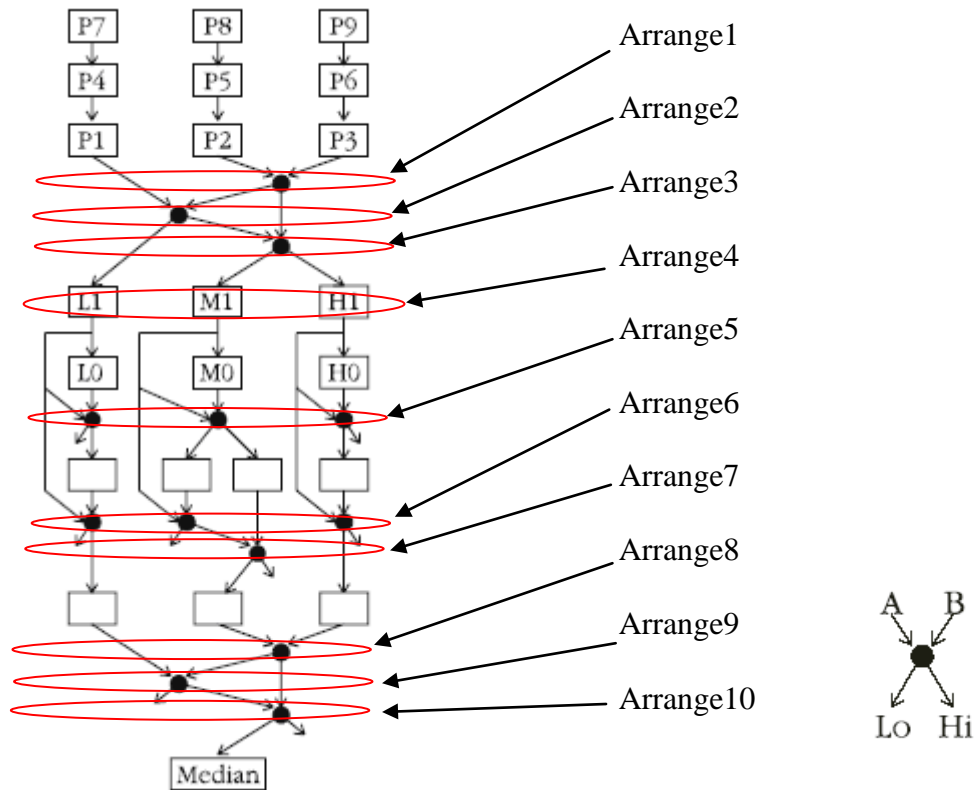 P7 P8 P9
Arrange1
P4 P5 P6
Arrange2
P1 P2 P3
Arrange3
Arrange4
L1 M1 H1
Arrange5
L0 M0 H0
Arrange6
Arrange7
Arrange8
A B
Arrange9
Arrange10
Lo Hi
Median